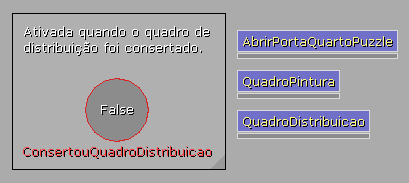 Ativada quando o quadro de
distribuição foi consertado.
False
ConsertouQuadroDistribuicao
AbrirPortaQuartoPuzzle
QuadroPintura
QuadroDistribuicao